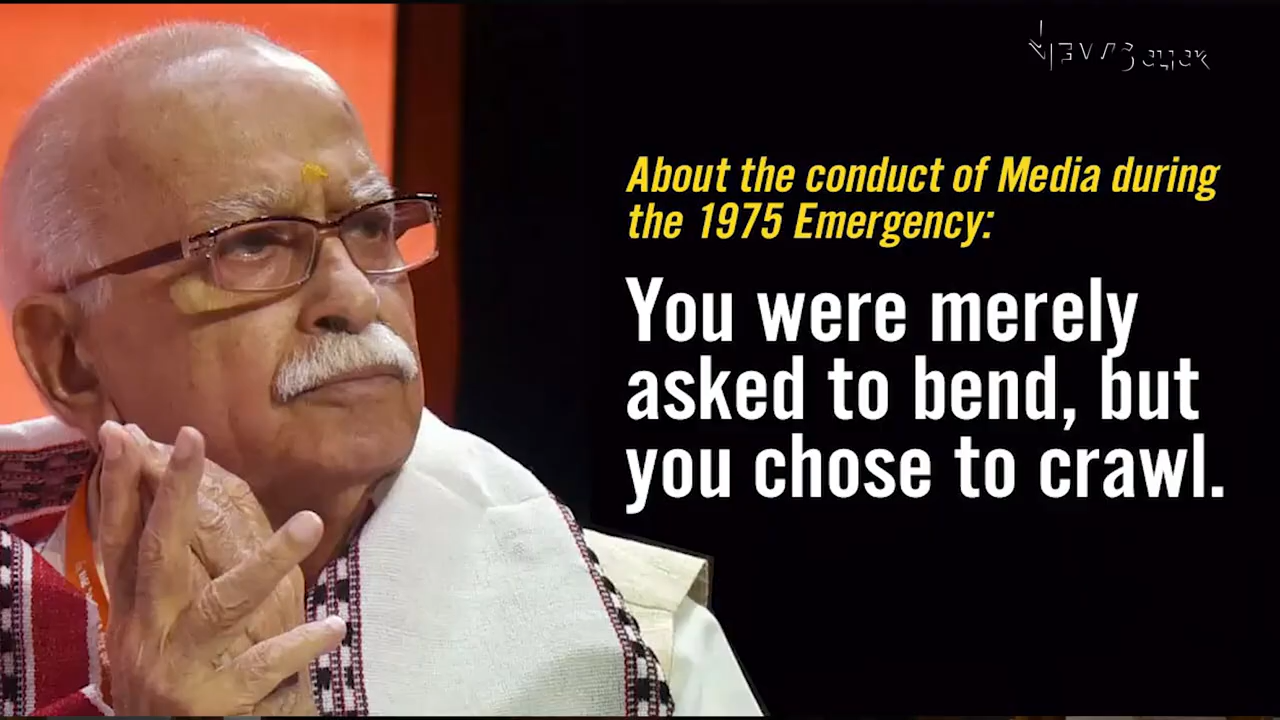 NEWSCLICK
About the conduct of Media during
the 1975 Emergency:
You were merely
asked to bend, but
you chose to crawl.